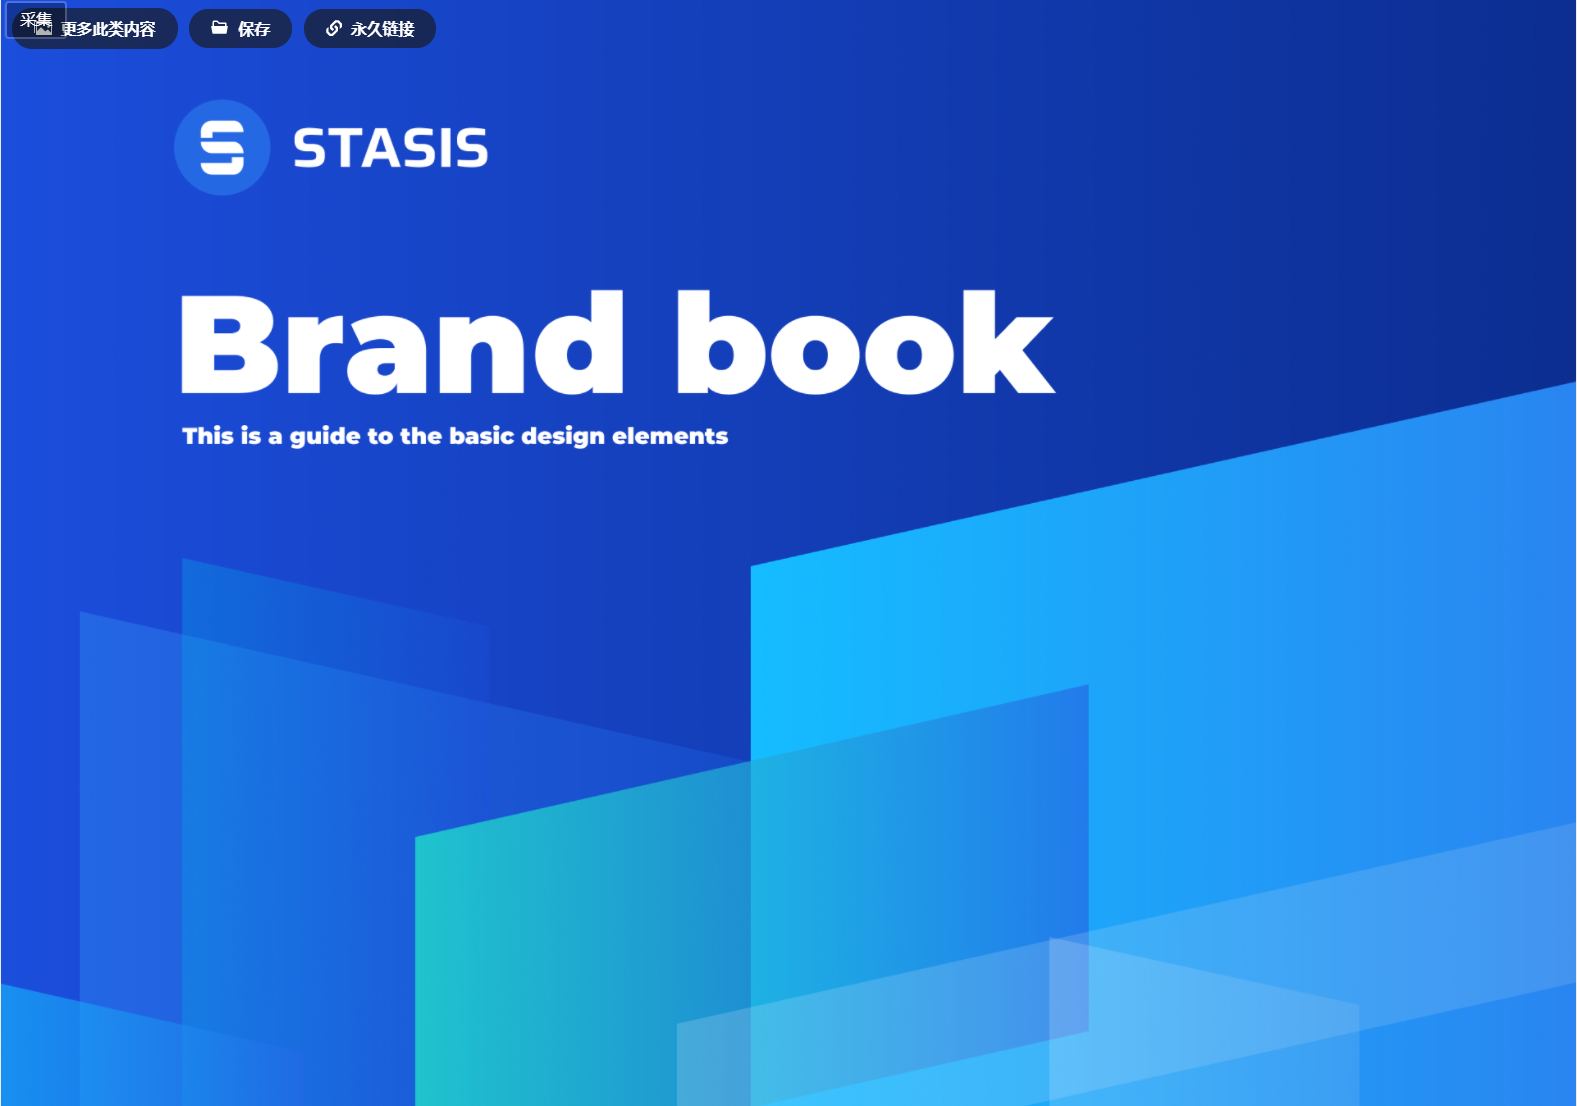 采集
更多此类内容
保存
永久链接
STASIS
Brand book
This is a guide to the basic design elements